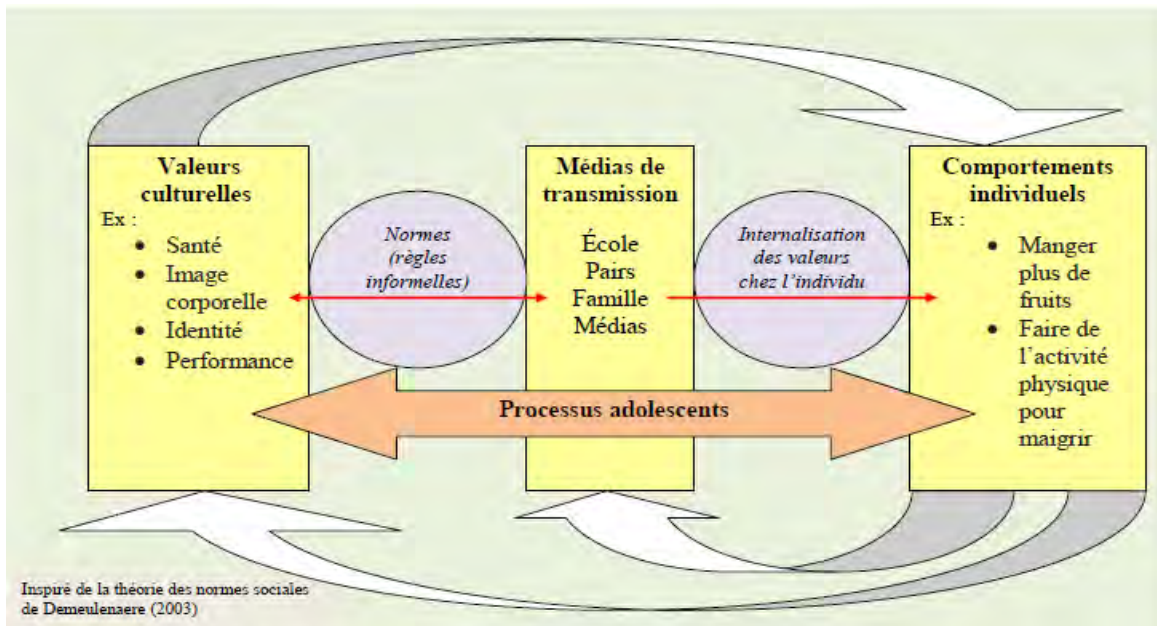 Valeurs
culturelles
Ex :
• Santé
• Image
corporelle
• Identité
• Performance
Normes
(règles
informelles)
Médias de
transmission
École
Pairs
Famille
Médias
Internalisation
des valeurs
chez l’individu
Comportements
individuels
Ex :
• Manger
plus de
fruits
• Faire de
l’activité
physique
pour
maigrir
Processus adolescents
Inspiré de la théorie des normes sociales
de Demeulenaere (2003)